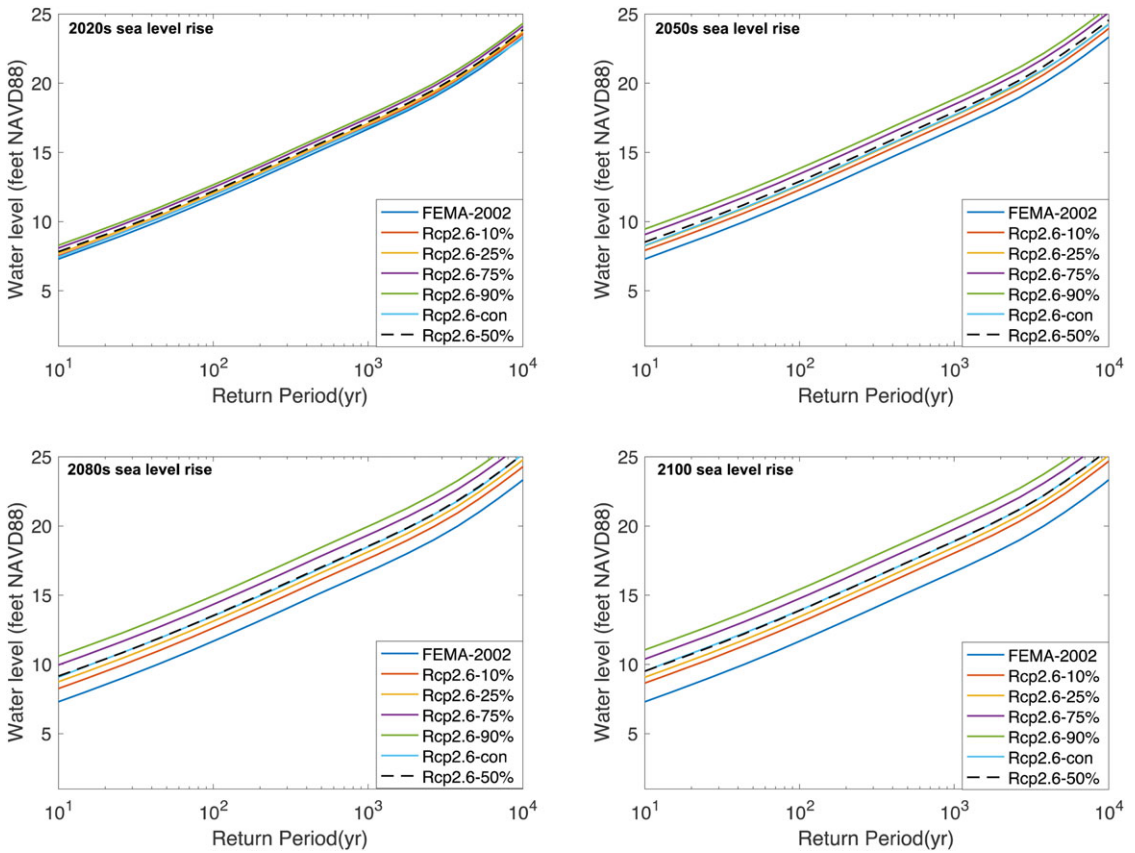 2020s sea level rise
25
20
15
10
5
Water level (feet NAVD88)
FEMA-2002
Rcp2.6-10%
Rcp2.6-25%
Rcp2.6-75%
Rcp2.6-90%
Rcp2.6-con
Rcp2.6-50%
10^1 10^2 10^3 10^4
Return Period(yr)
2050s sea level rise
25
20
15
10
5
Water level (feet NAVD88)
FEMA-2002
Rcp2.6-10%
Rcp2.6-25%
Rcp2.6-75%
Rcp2.6-90%
Rcp2.6-con
Rcp2.6-50%
10^1 10^2 10^3 10^4
Return Period(yr)
2080s sea level rise
25
20
15
10
5
Water level (feet NAVD88)
FEMA-2002
Rcp2.6-10%
Rcp2.6-25%
Rcp2.6-75%
Rcp2.6-90%
Rcp2.6-con
Rcp2.6-50%
10^1 10^2 10^3 10^4
Return Period(yr)
2100 sea level rise
25
20
15
10
5
Water level (feet NAVD88)
FEMA-2002
Rcp2.6-10%
Rcp2.6-25%
Rcp2.6-75%
Rcp2.6-90%
Rcp2.6-con
Rcp2.6-50%
10^1 10^2 10^3 10^4
Return Period(yr)